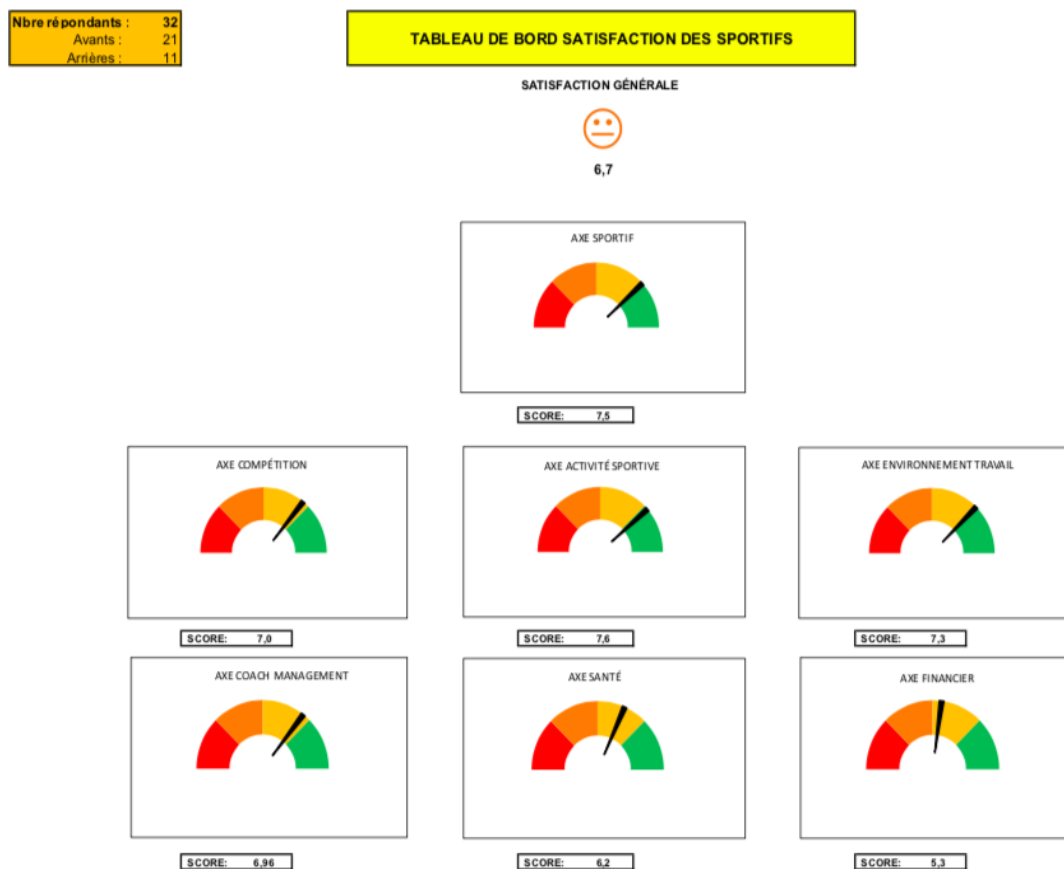 Nbre répondants : 32
Avants : 21
Arrières : 11
TABLEAU DE BORD SATISFACTION DES SPORTIFS
SATISFACTION GÉNÉRALE
6,7
AXE SPORTIF
SCORE: 7,5
AXE COMPÉTITION
SCORE: 7,0
AXE ACTIVITÉ SPORTIVE
SCORE: 7,6
AXE ENVIRONNEMENT TRAVAIL
SCORE: 7,3
AXE COACH MANAGEMENT
SCORE: 6,96
AXE SANTÉ
SCORE: 6,2
AXE FINANCIER
SCORE: 5,3